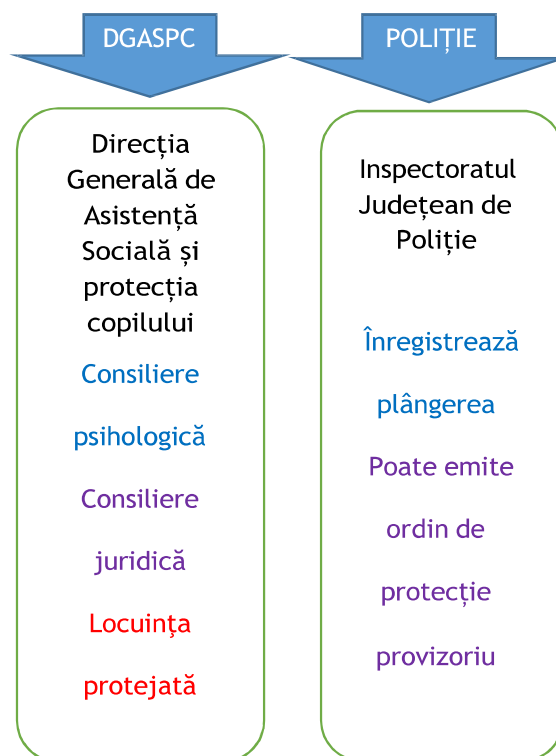 DGASPC
Direcția
Generală de
Asistență
Socială și
protecția
copilului
Consiliere
psihologică
Consiliere
juridică
Locuința
protejată
POLIȚIE
Inspectoratul
Județean de
Poliție
Înregistrează
plângerea
Poate emite
ordin de
protecție
provizoriu